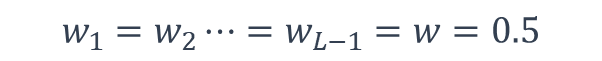 w₁ = w₂ ⋯ = w_{L−1} = w = 0.5